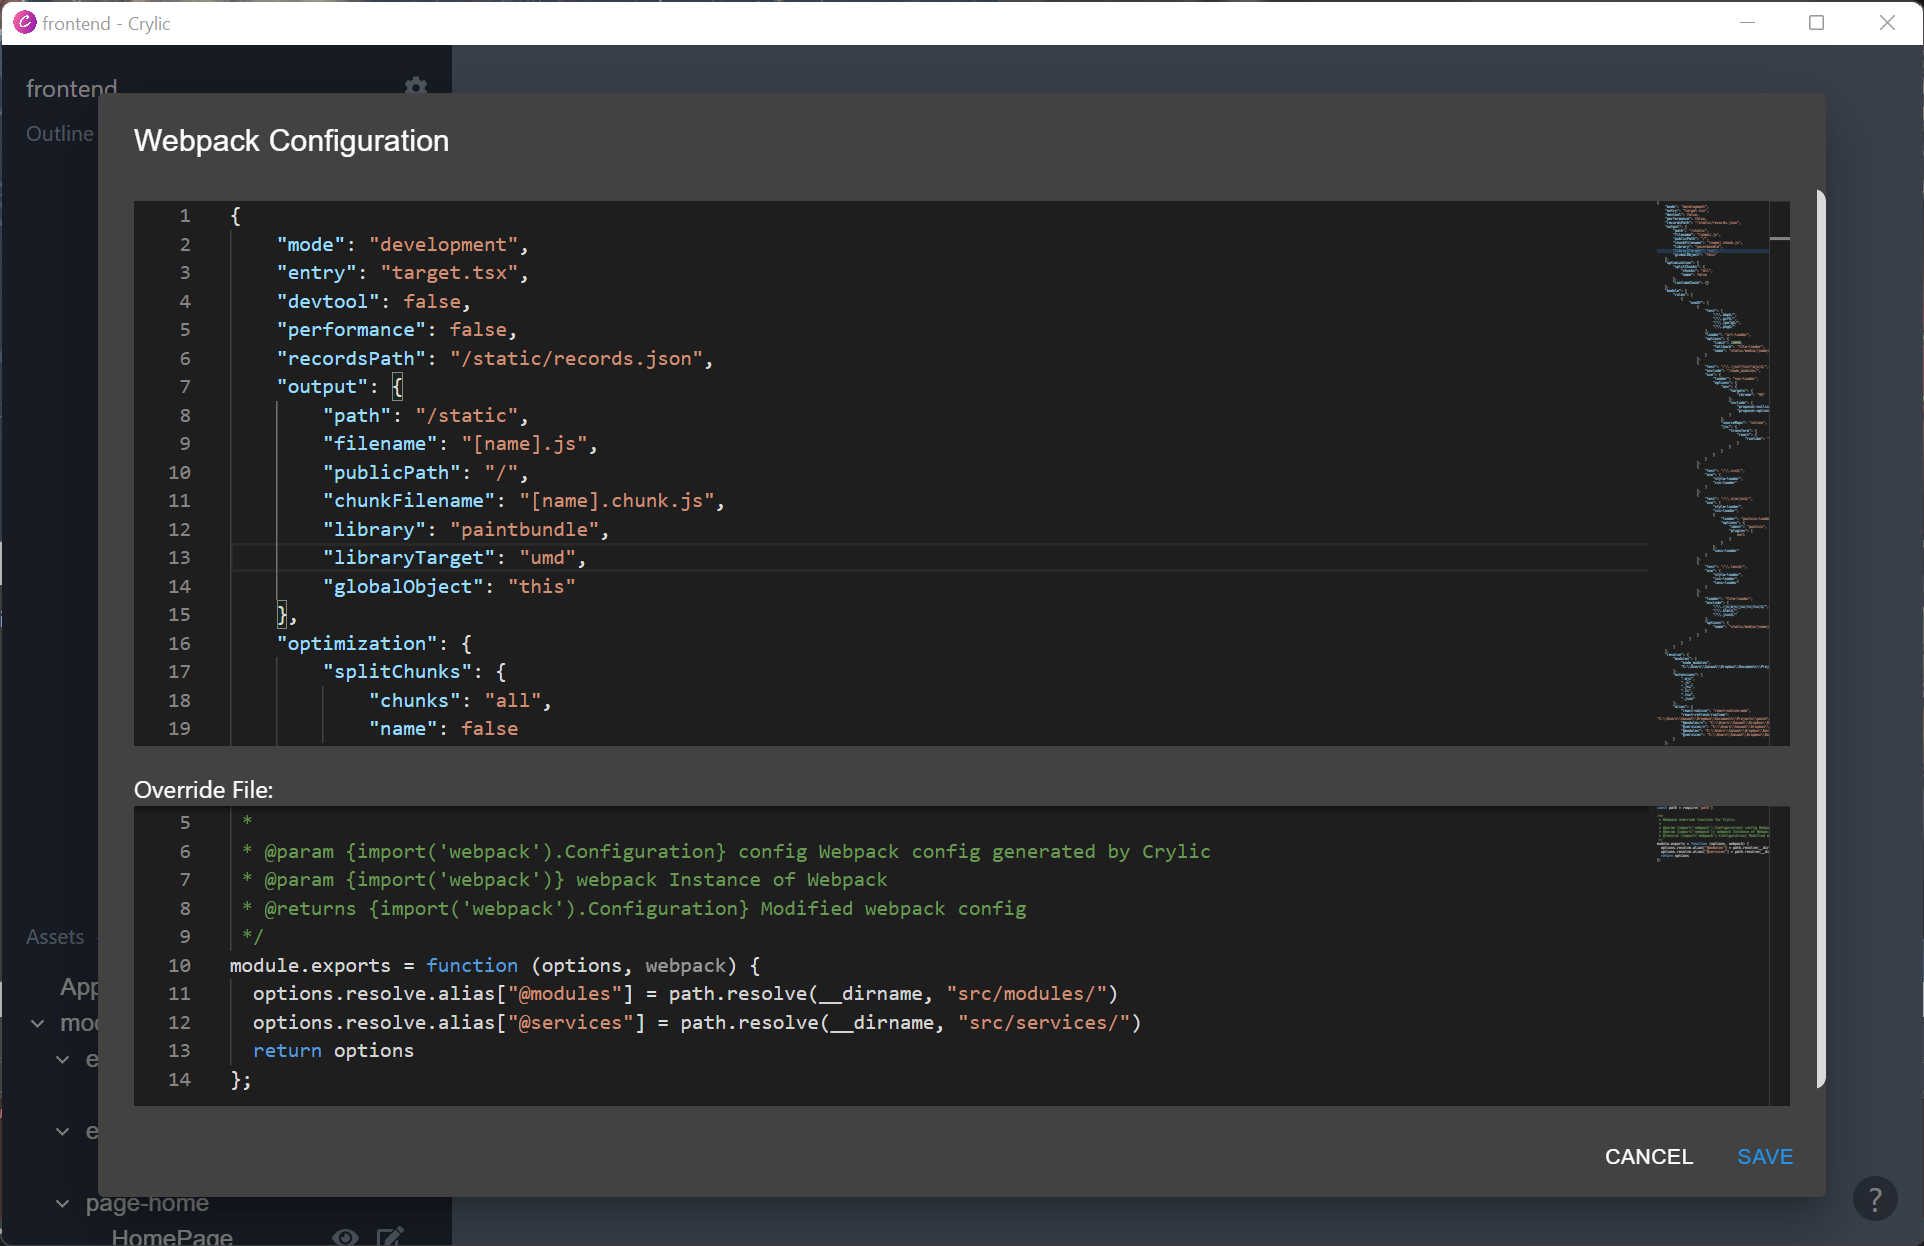 frontend - Crylic
frontend
Outline
Webpack Configuration
1 {
2 "mode": "development",
3 "entry": "target.tsx",
4 "devtool": false,
5 "performance": false,
6 "recordsPath": "/static/records.json",
7 "output": {
8 "path": "/static",
9 "filename": "[name].js",
10 "publicPath": "/",
11 "chunkFilename": "[name].chunk.js",
12 "library": "paintbundle",
13 "libraryTarget": "umd",
14 "globalObject": "this"
15 },
16 "optimization": {
17 "splitChunks": {
18 "chunks": "all",
19 "name": false
Override File:
5 *
6 * @param {import('webpack').Configuration} config Webpack config generated by Crylic
7 * @param {import('webpack')} webpack Instance of Webpack
8 * @returns {import('webpack').Configuration} Modified webpack config
9 */
10 module.exports = function (options, webpack) {
11 options.resolve.alias["@modules"] = path.resolve(__dirname, "src/modules/")
12 options.resolve.alias["@services"] = path.resolve(__dirname, "src/services/")
13 return options
14 };
Assets
App
mod
e
e
page-home
HomePage
CANCEL SAVE
?